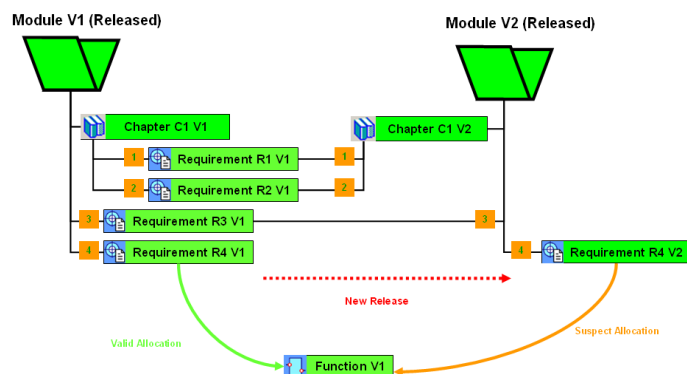 Module V1 (Released)
Module V2 (Released)
Chapter C1 V1
Chapter C1 V2
1 Requirement R1 V1 1
2 Requirement R2 V1 2
3 Requirement R3 V1 3
4 Requirement R4 V1
4 Requirement R4 V2
New Release
Valid Allocation
Suspect Allocation
Function V1